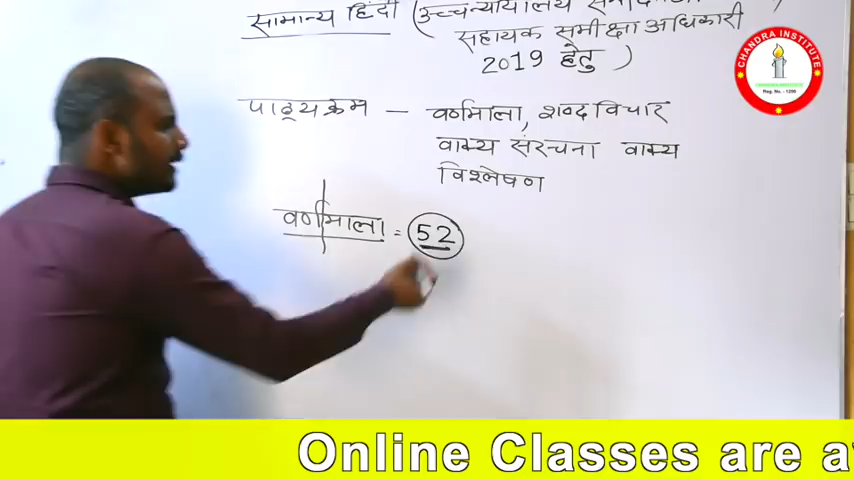 सामान्य हिंदी (उच्चन्यायालय
सहायक समीक्षा अधिकारी
2019 हेतु )
पाठ्यक्रम - वर्णमाला, शब्द विचार
वाक्य संरचना वाक्य
विश्लेषण
वर्णमाला = 52
CHANDRA INSTITUTE
Reg. No. - 1206
Online Classes are a